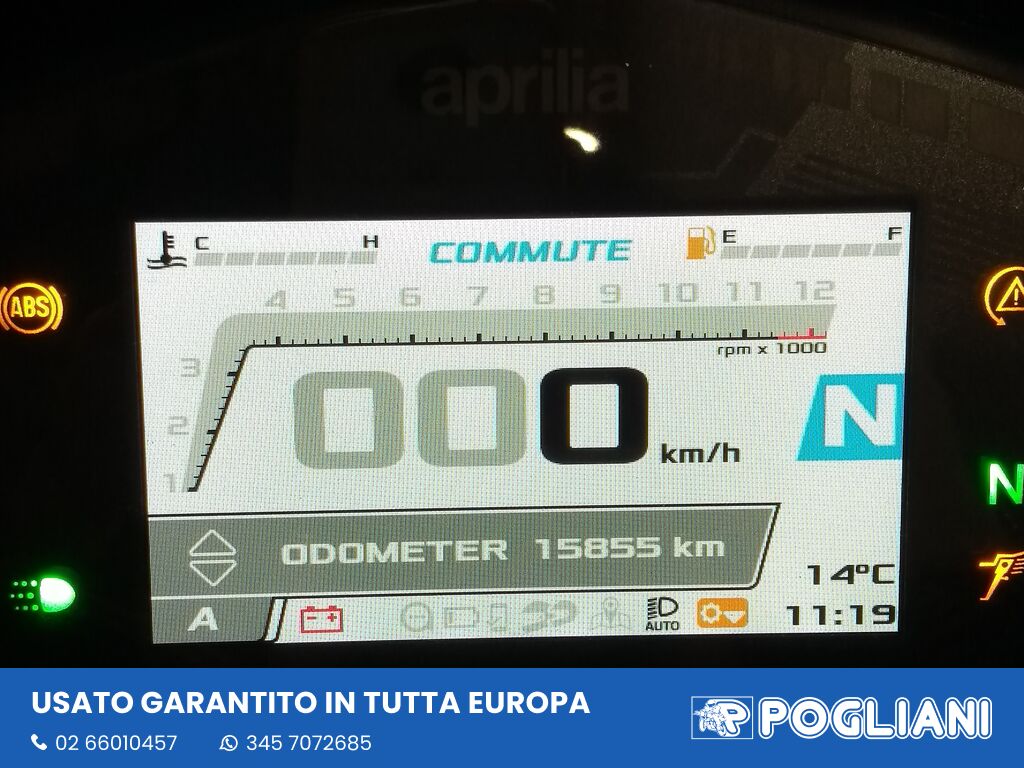 aprilia
C H COMMUTE E F
4 5 6 7 8 9 10 11 12
rpm x 1000
3
2
1
000 km/h N
ABS
N
ODOMETER 15855 km
14°C
A AUTO 11:19
USATO GARANTITO IN TUTTA EUROPA
02 66010457 345 7072685
POGLIANI